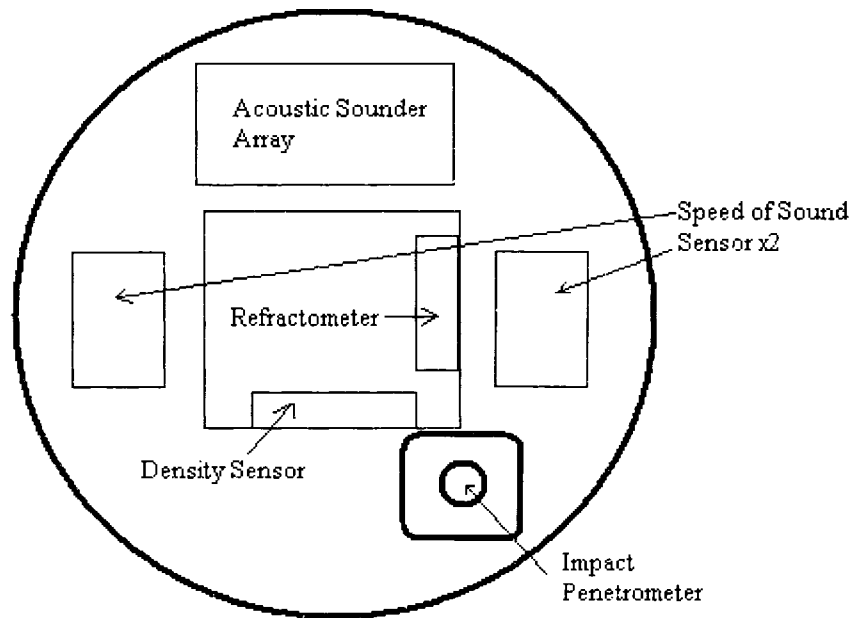 Acoustic Sounder
Array
Speed of Sound
Sensor x2
Refractometer
Density Sensor
Impact
Penetrometer